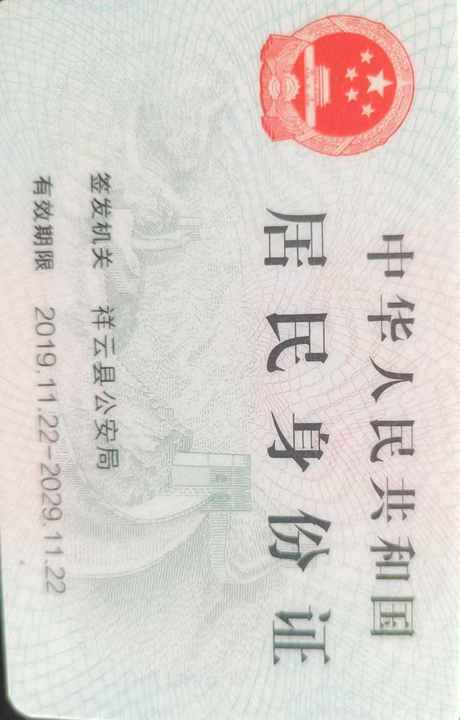 中华人民共和国
居民身份证
签发机关 祥云县公安局
有效期限 2019.11.22-2029.11.22